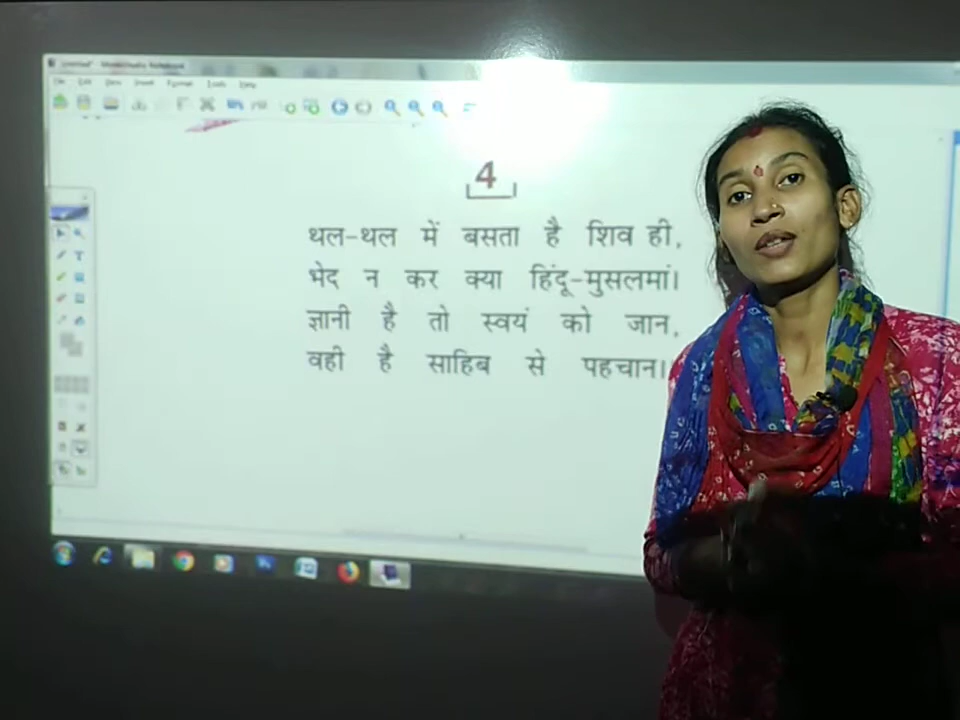 4
थल-थल में बसता है शिव ही,
भेद न कर क्या हिंदू-मुसलमां।
ज्ञानी है तो स्वयं को जान,
वही है साहिब से पहचान।